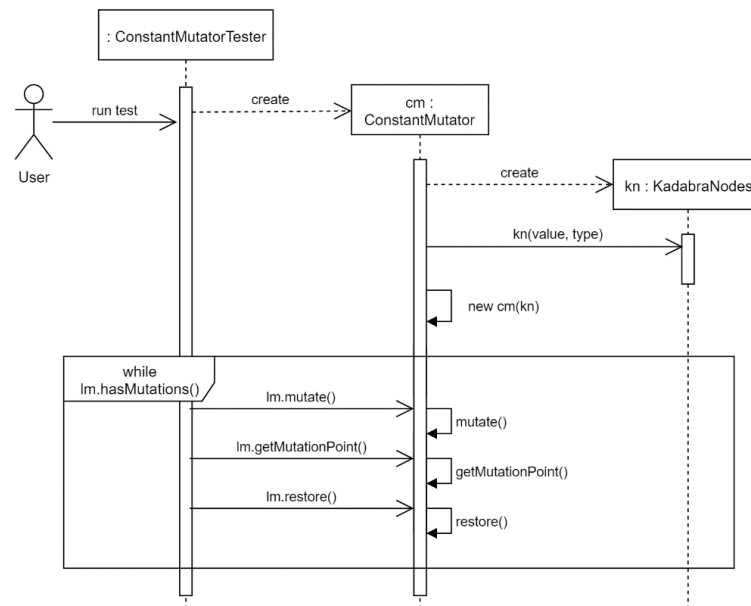 : ConstantMutatorTester
create
cm :
ConstantMutator
run test
User
create
kn : KadabraNodes
kn(value, type)
new cm(kn)
while
lm.hasMutations()
lm.mutate()
mutate()
lm.getMutationPoint()
getMutationPoint()
lm.restore()
restore()